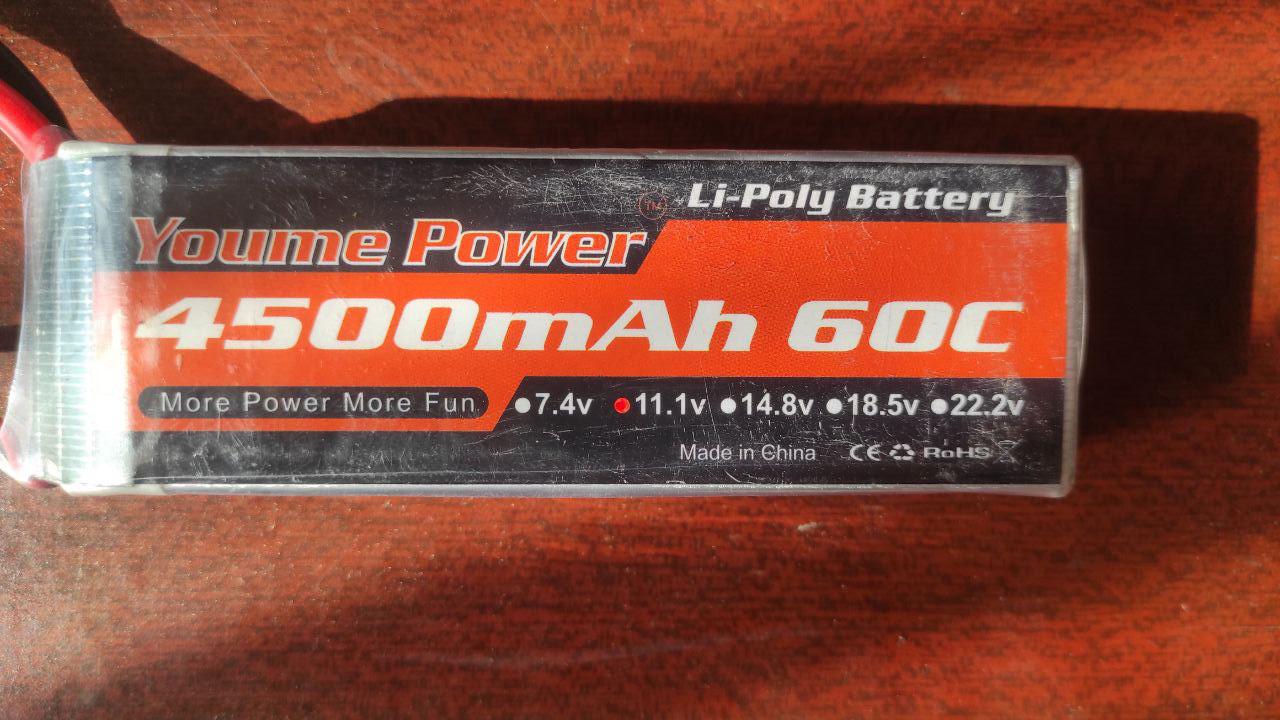 Li-Poly Battery
TM
Youme Power
4500mAh 60C
More Power More Fun
●7.4v ●11.1v ●14.8v ●18.5v ●22.2v
Made in China CE RoHS